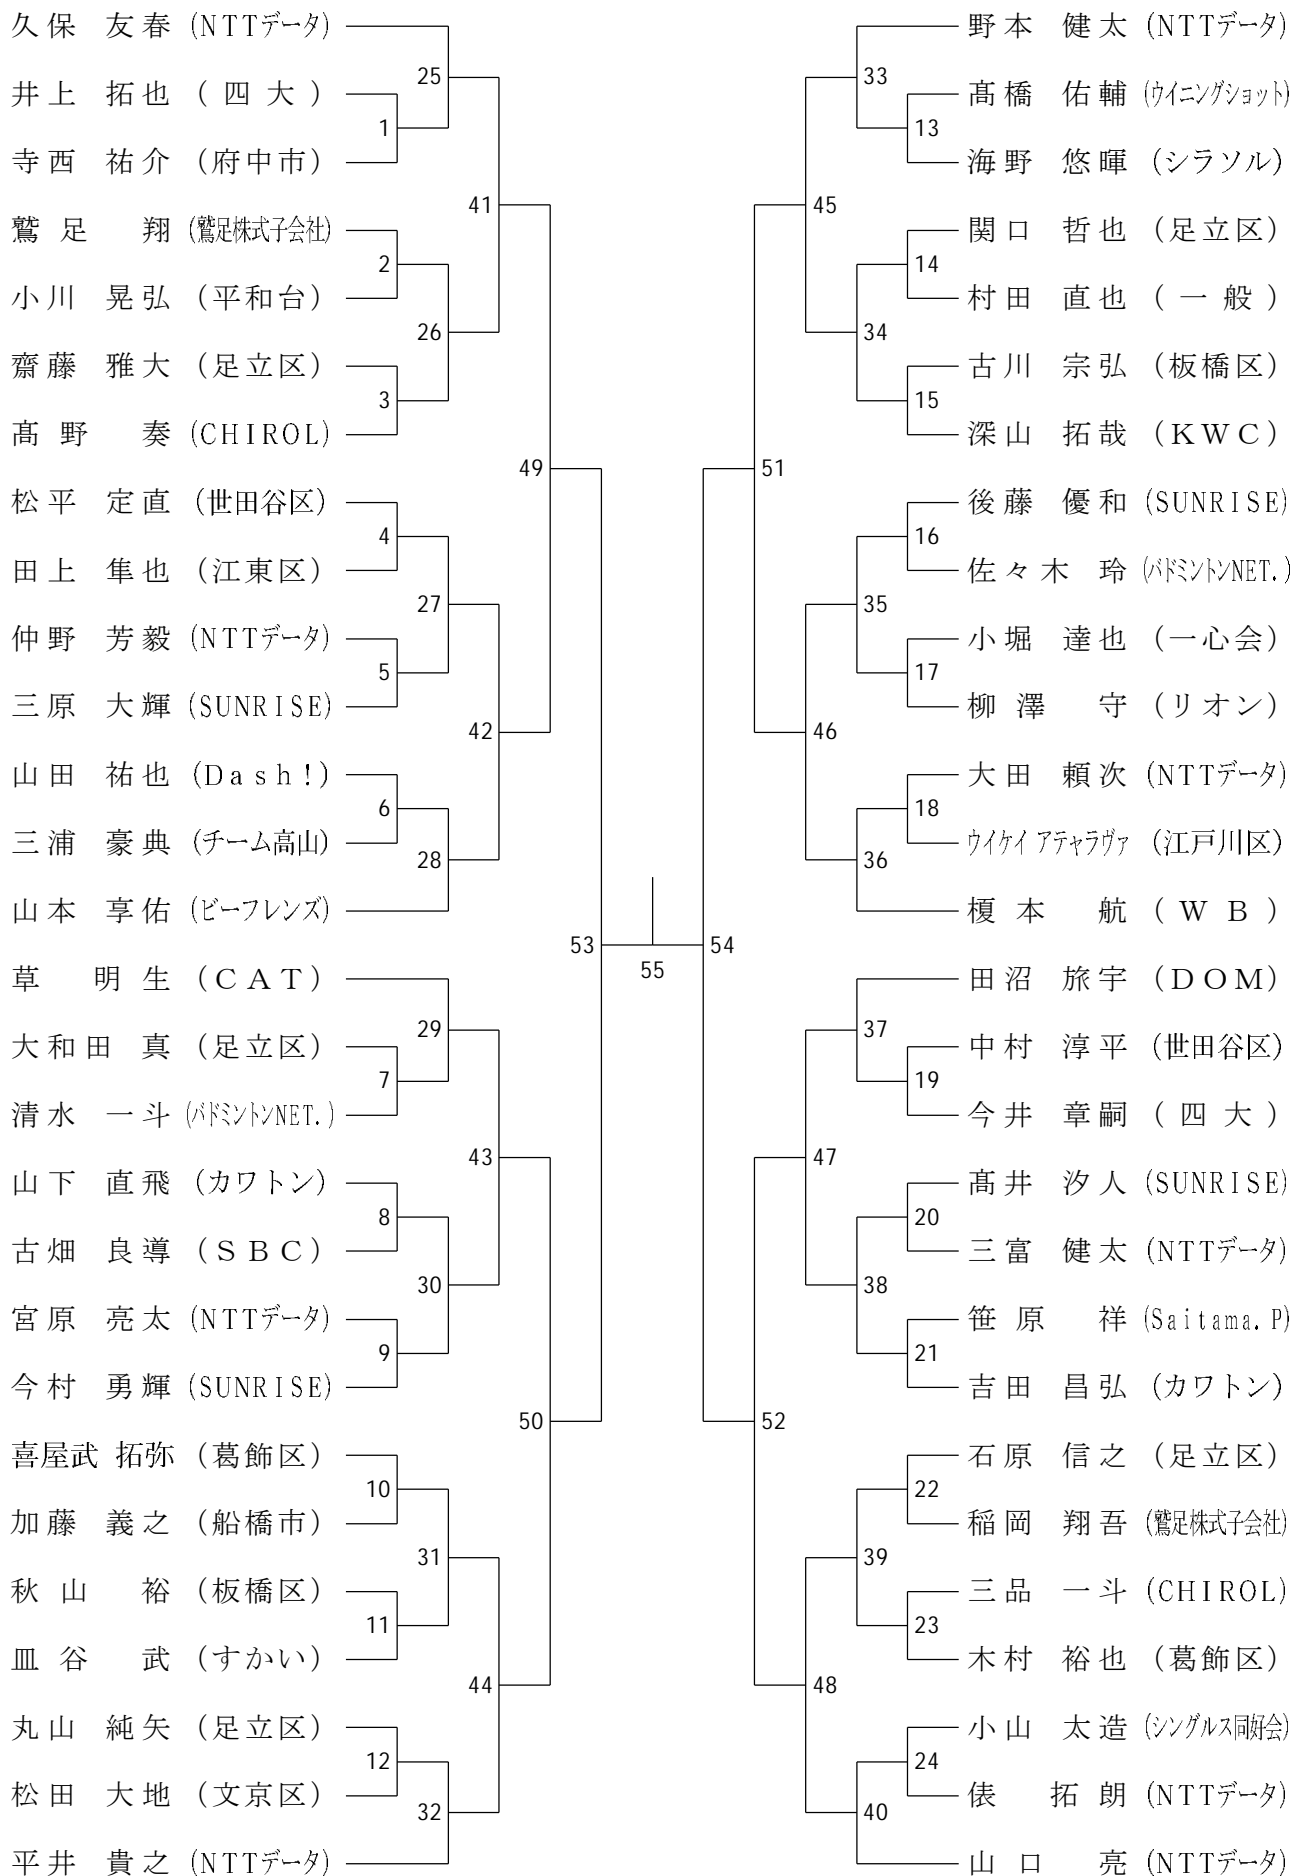 久保 友春 (NTTデータ)
井上 拓也 (四大)
寺西 祐介 (府中市)
鷲足 翔 (鷲足株式子会社)
小川 晃弘 (平和台)
齋藤 雅大 (足立区)
髙野 奏 (CHIROL)
松平 定直 (世田谷区)
田上 隼也 (江東区)
仲野 芳毅 (NTTデータ)
三原 大輝 (SUNRISE)
山田 祐也 (Dash!)
三浦 豪典 (チーム高山)
山本 享佑 (ビーフレンズ)
草 明生 (CAT)
大和田 真 (足立区)
清水 一斗 (バドミントンNET.)
山下 直飛 (カワトン)
古畑 良導 (SBC)
宮原 亮太 (NTTデータ)
今村 勇輝 (SUNRISE)
喜屋武 拓弥 (葛飾区)
加藤 義之 (船橋市)
秋山 裕 (板橋区)
皿谷 武 (すかい)
丸山 純矢 (足立区)
松田 大地 (文京区)
平井 貴之 (NTTデータ)
25
1
41
2
26
3
49
4
27
5
42
6
28
53
29
7
43
8
30
9
50
10
31
11
44
12
32
55
野本 健太 (NTTデータ)
髙橋 佑輔 (ウイニングショット)
海野 悠暉 (シラソル)
関口 哲也 (足立区)
村田 直也 (一般)
古川 宗弘 (板橋区)
深山 拓哉 (KWC)
後藤 優和 (SUNRISE)
佐々木 玲 (バドミントンNET.)
小堀 達也 (一心会)
柳澤 守 (リオン)
大田 頼次 (NTTデータ)
ウイケイ アテャラヴァ (江戸川区)
榎本 航 (WB)
田沼 旅宇 (DOM)
中村 淳平 (世田谷区)
今井 章嗣 (四大)
髙井 汐人 (SUNRISE)
三富 健太 (NTTデータ)
笹原 祥 (Saitama.P)
吉田 昌弘 (カワトン)
石原 信之 (足立区)
稲岡 翔吾 (鷲足株式子会社)
三品 一斗 (CHIROL)
木村 裕也 (葛飾区)
小山 太造 (シングルス同好会)
俵 拓朗 (NTTデータ)
山口 亮 (NTTデータ)
33
13
45
14
34
15
51
16
35
17
46
18
36
54
37
19
47
20
38
21
52
22
39
23
48
24
40